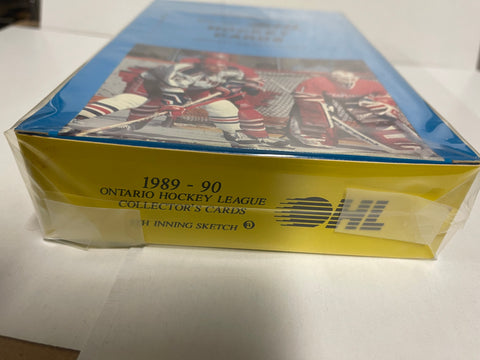 1989 - 90
ONTARIO HOCKEY LEAGUE
COLLECTOR'S CARDS
7TH INNING SKETCH
OHL